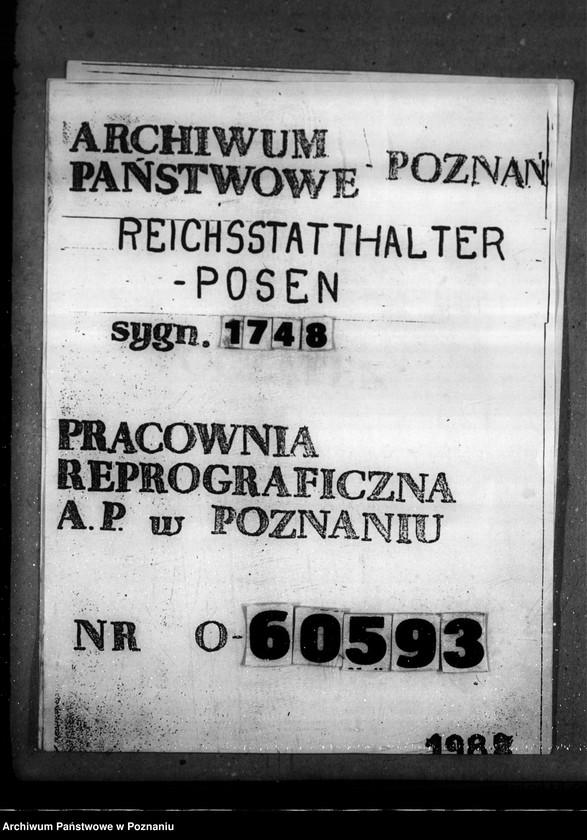 ARCHIWUM
PAŃSTWOWE - POZNAŃ
REICHSSTATTHALTER
-POSEN
sygn. 1748
PRACOWNIA
REPROGRAFICZNA
A.P. w POZNANIU
NR O-60593
Archiwum Państwowe w Poznaniu